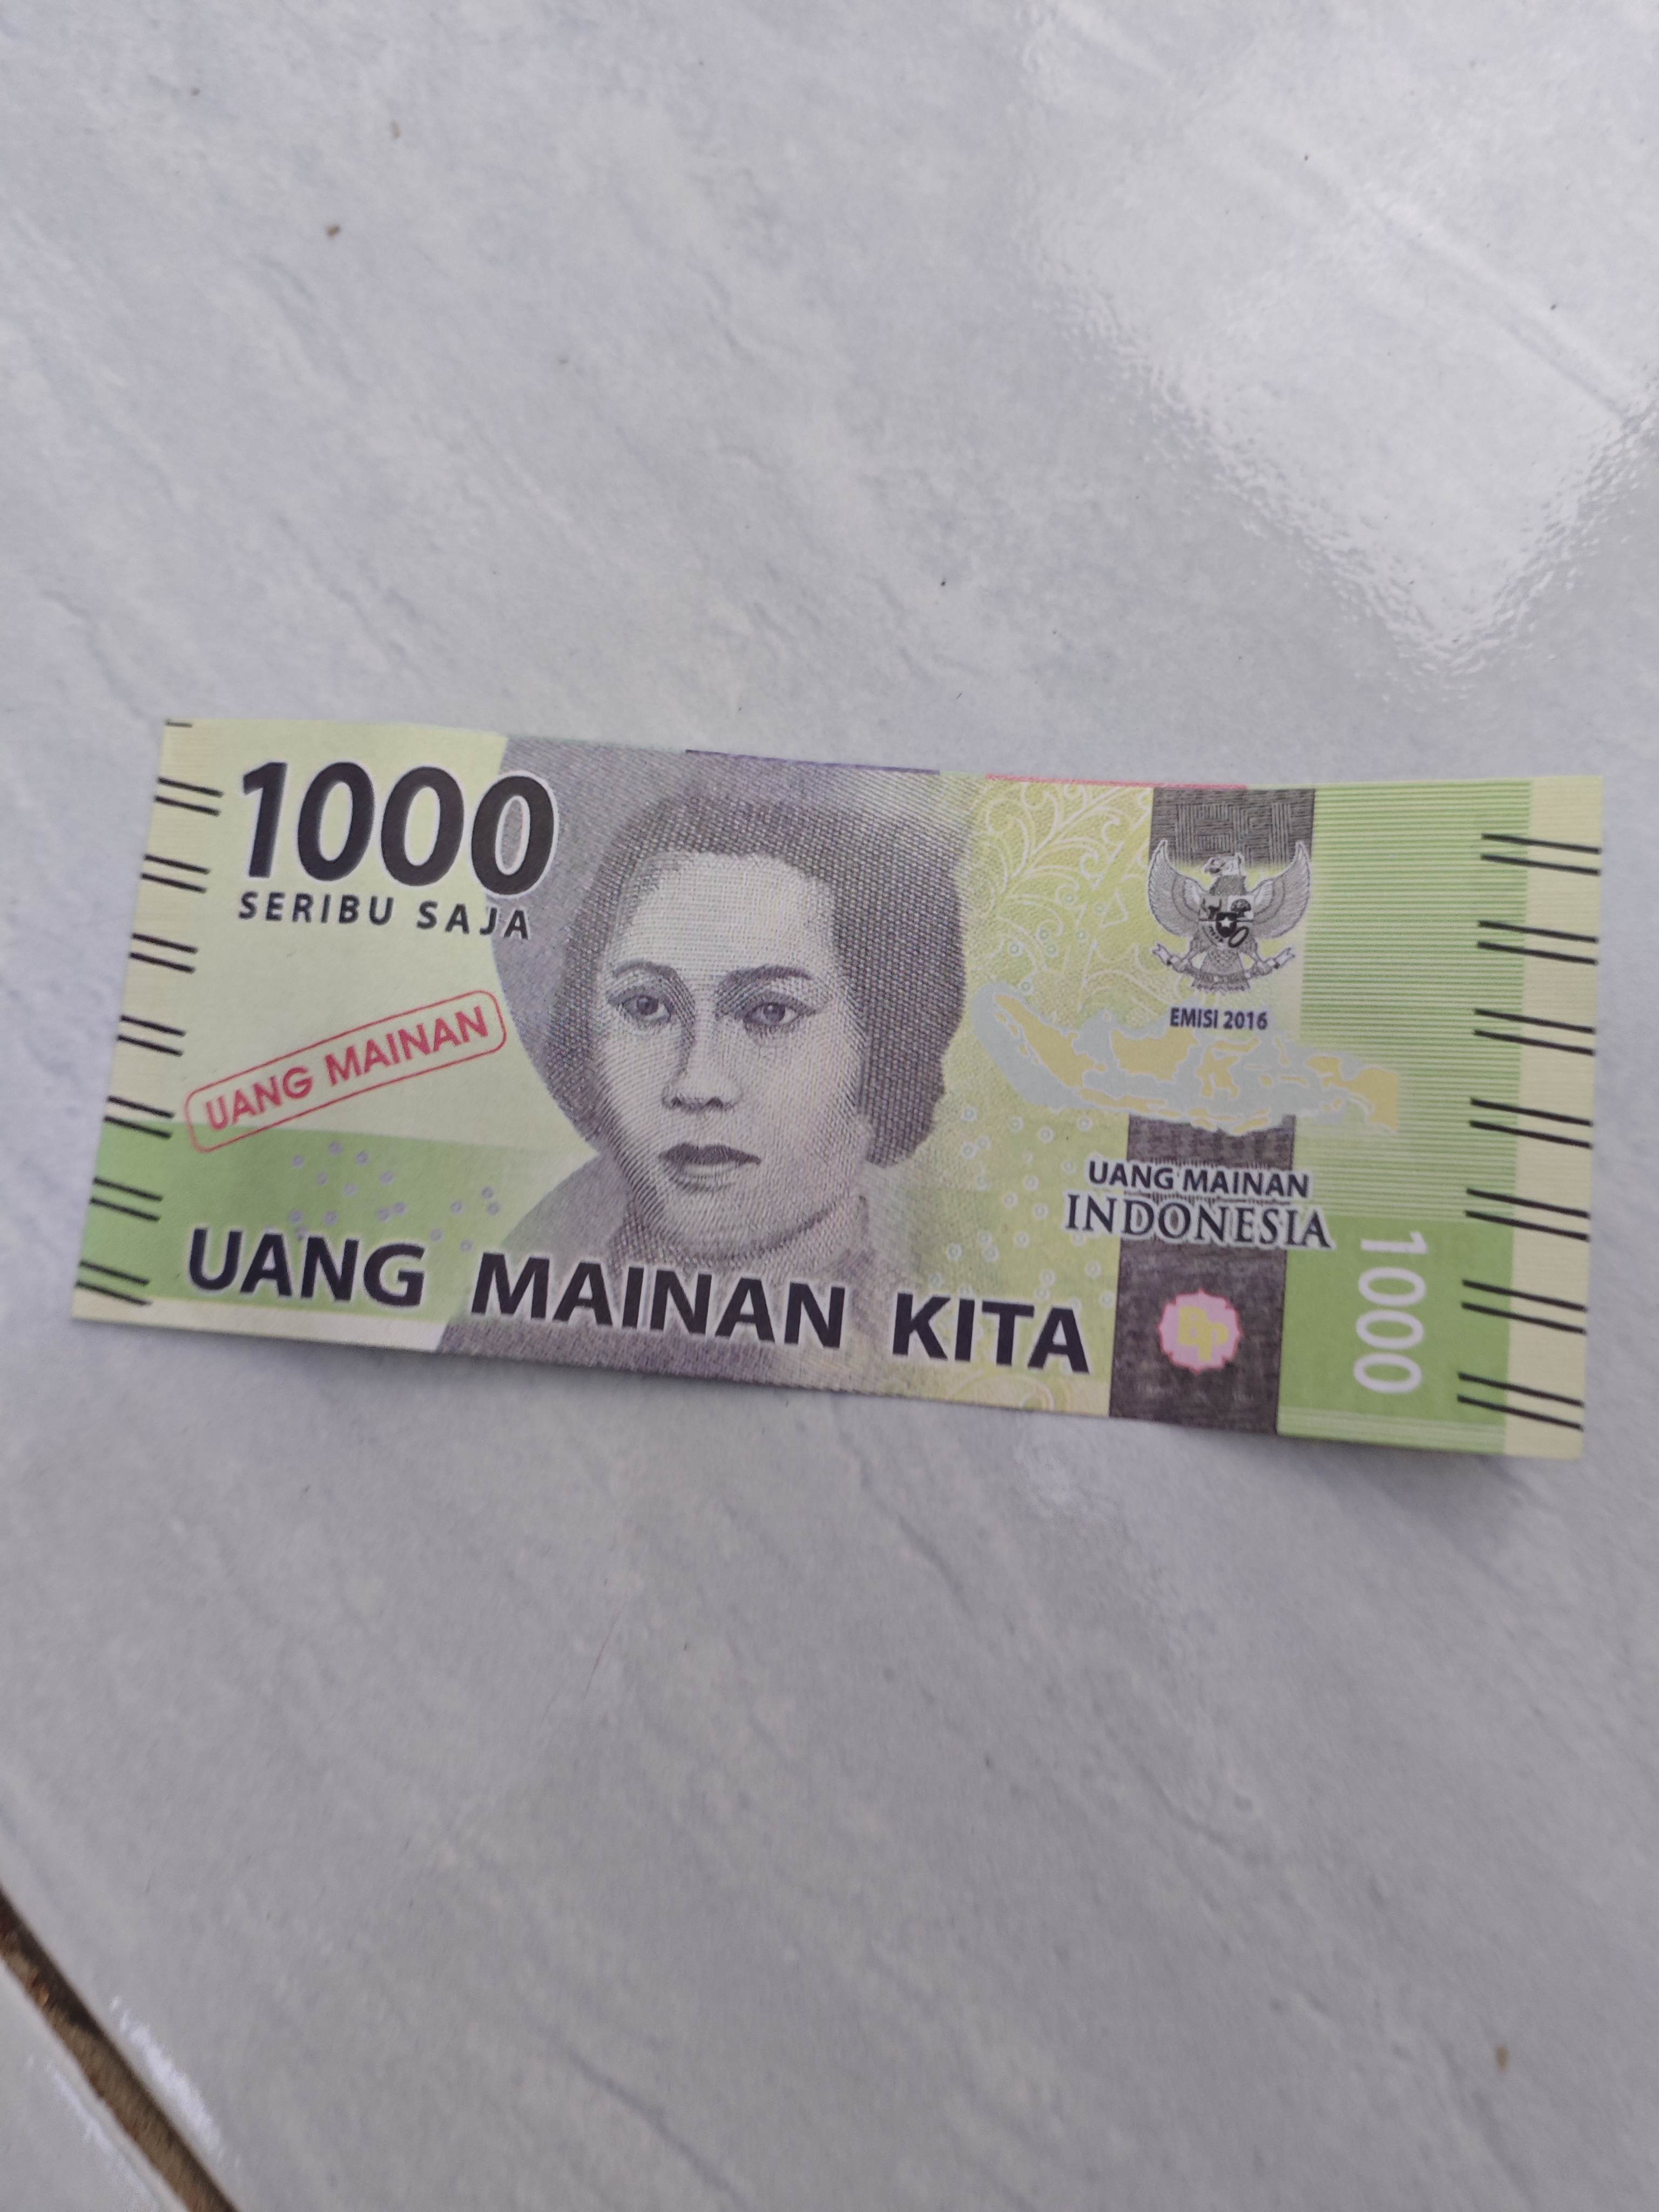 1000
SERIBU SAJA
UANG MAINAN
EMISI 2016
UANG MAINAN
INDONESIA
UANG MAINAN KITA
1000